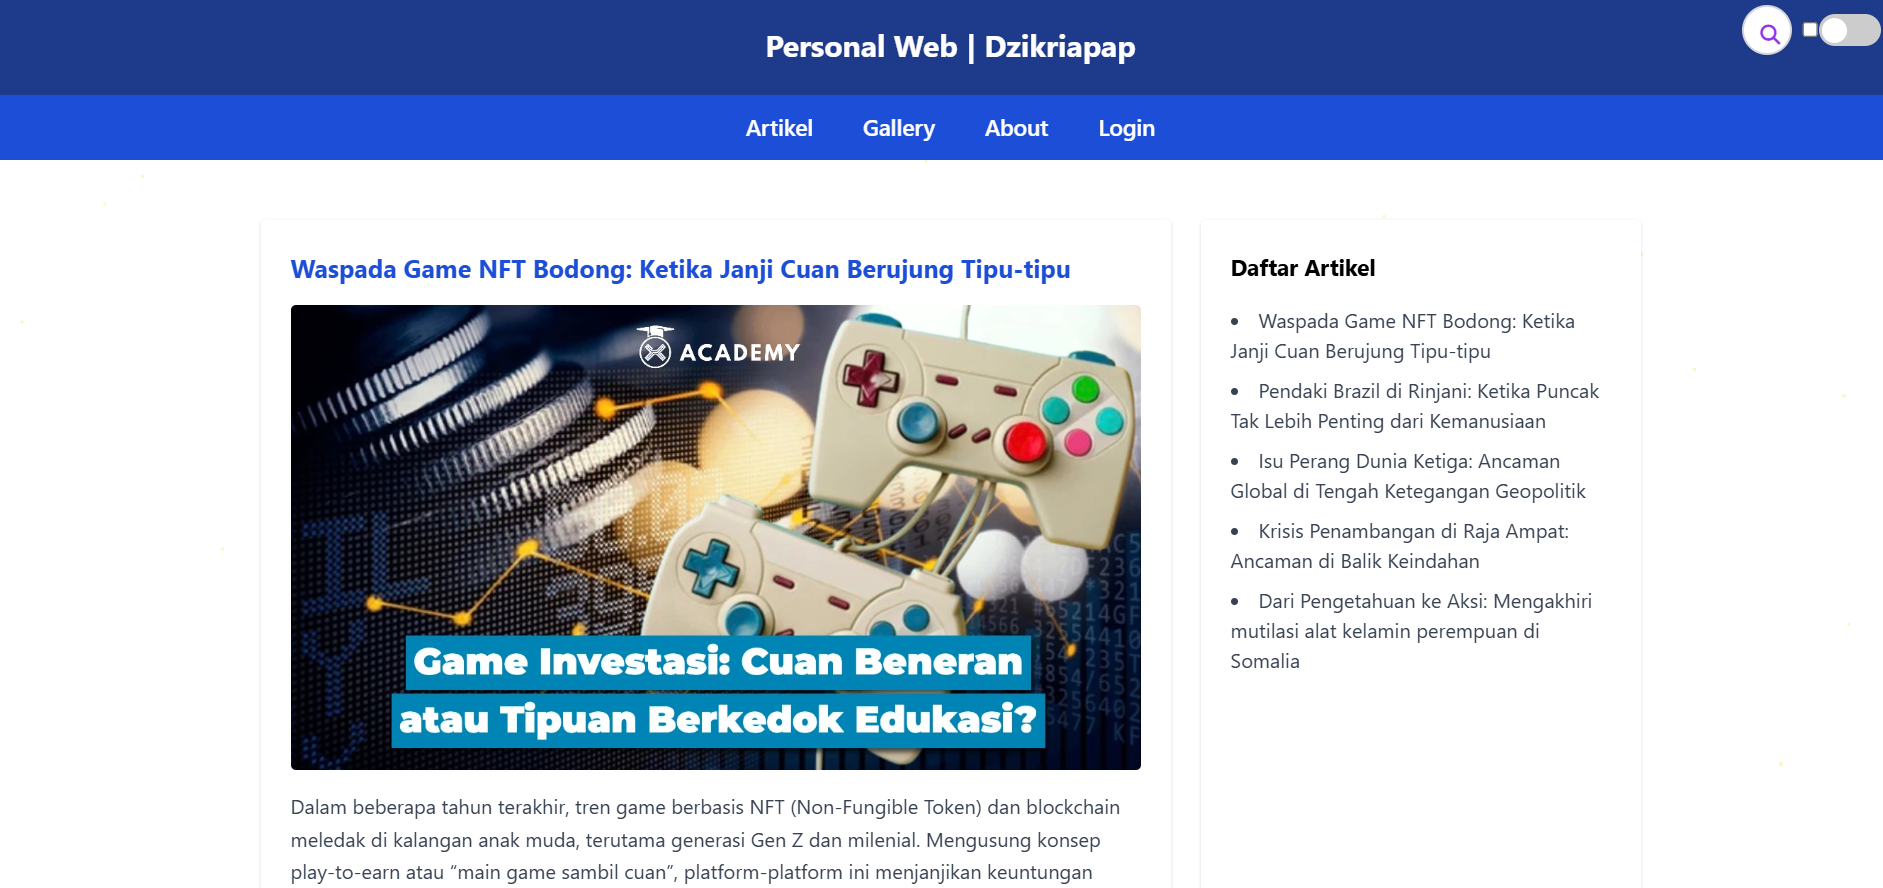 Personal Web | Dzikriapap
Artikel Gallery About Login
Waspada Game NFT Bodong: Ketika Janji Cuan Berujung Tipu-tipu
ACADEMY
Game Investasi: Cuan Beneran
atau Tipuan Berkedok Edukasi?
Dalam beberapa tahun terakhir, tren game berbasis NFT (Non-Fungible Token) dan blockchain
meledak di kalangan anak muda, terutama generasi Gen Z dan milenial. Mengusung konsep
play-to-earn atau “main game sambil cuan”, platform-platform ini menjanjikan keuntungan
Daftar Artikel
• Waspada Game NFT Bodong: Ketika
Janji Cuan Berujung Tipu-tipu
• Pendaki Brazil di Rinjani: Ketika Puncak
Tak Lebih Penting dari Kemanusiaan
• Isu Perang Dunia Ketiga: Ancaman
Global di Tengah Ketegangan Geopolitik
• Krisis Penambangan di Raja Ampat:
Ancaman di Balik Keindahan
• Dari Pengetahuan ke Aksi: Mengakhiri
mutilasi alat kelamin perempuan di
Somalia